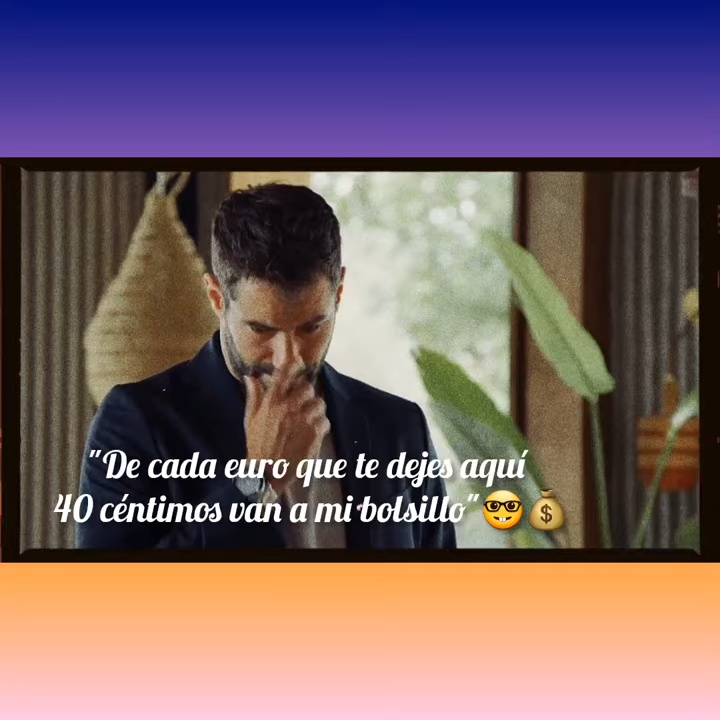 "De cada euro que te dejes aquí
40 céntimos van a mi bolsillo"🤓💰